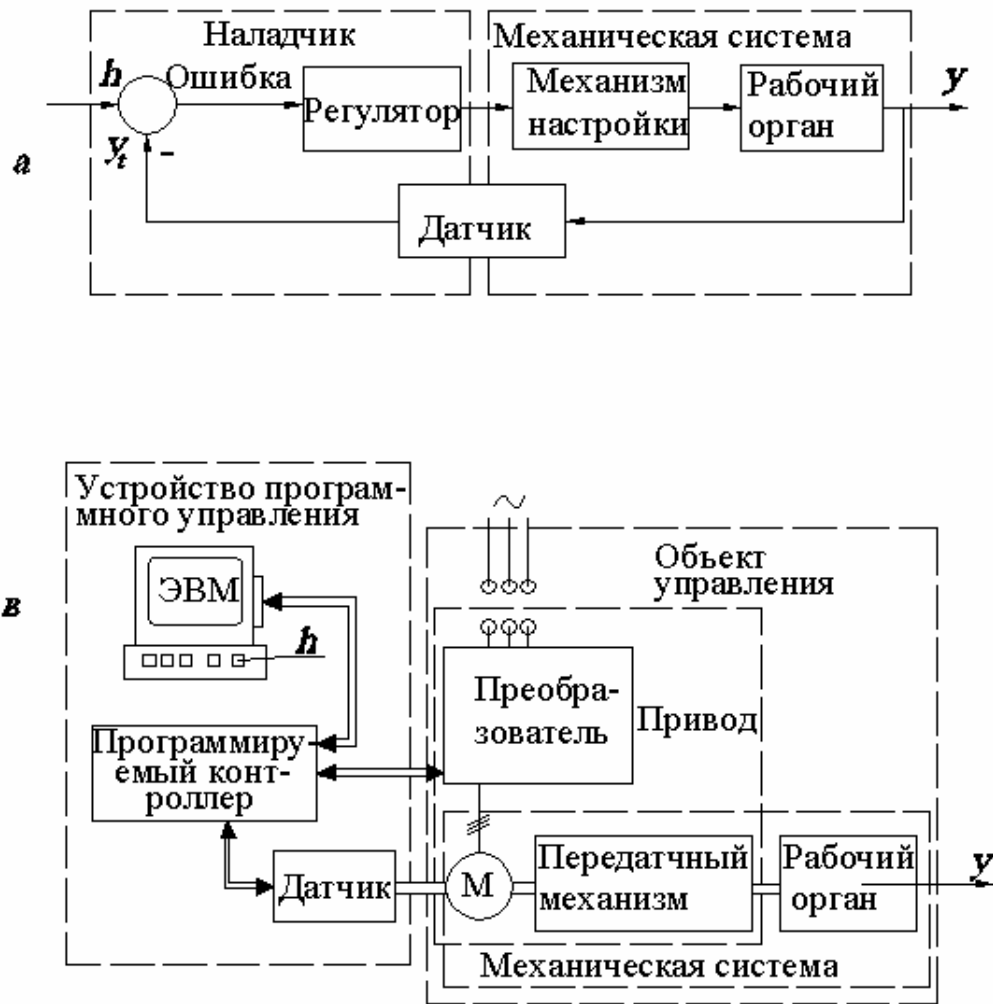 Наладчик
Механическая система
h
Ошибка
Регулятор
Механизм
настройки
Рабочий
орган
y
yt
-
a
Датчик
Устройство програм-
много управления
ЭВМ
h
в
Объект
управления
Преобра-
зователь
Привод
Программиру
емый конт-
роллер
Датчик
М
Передатчный
механизм
Рабочий
орган
y
Механическая система